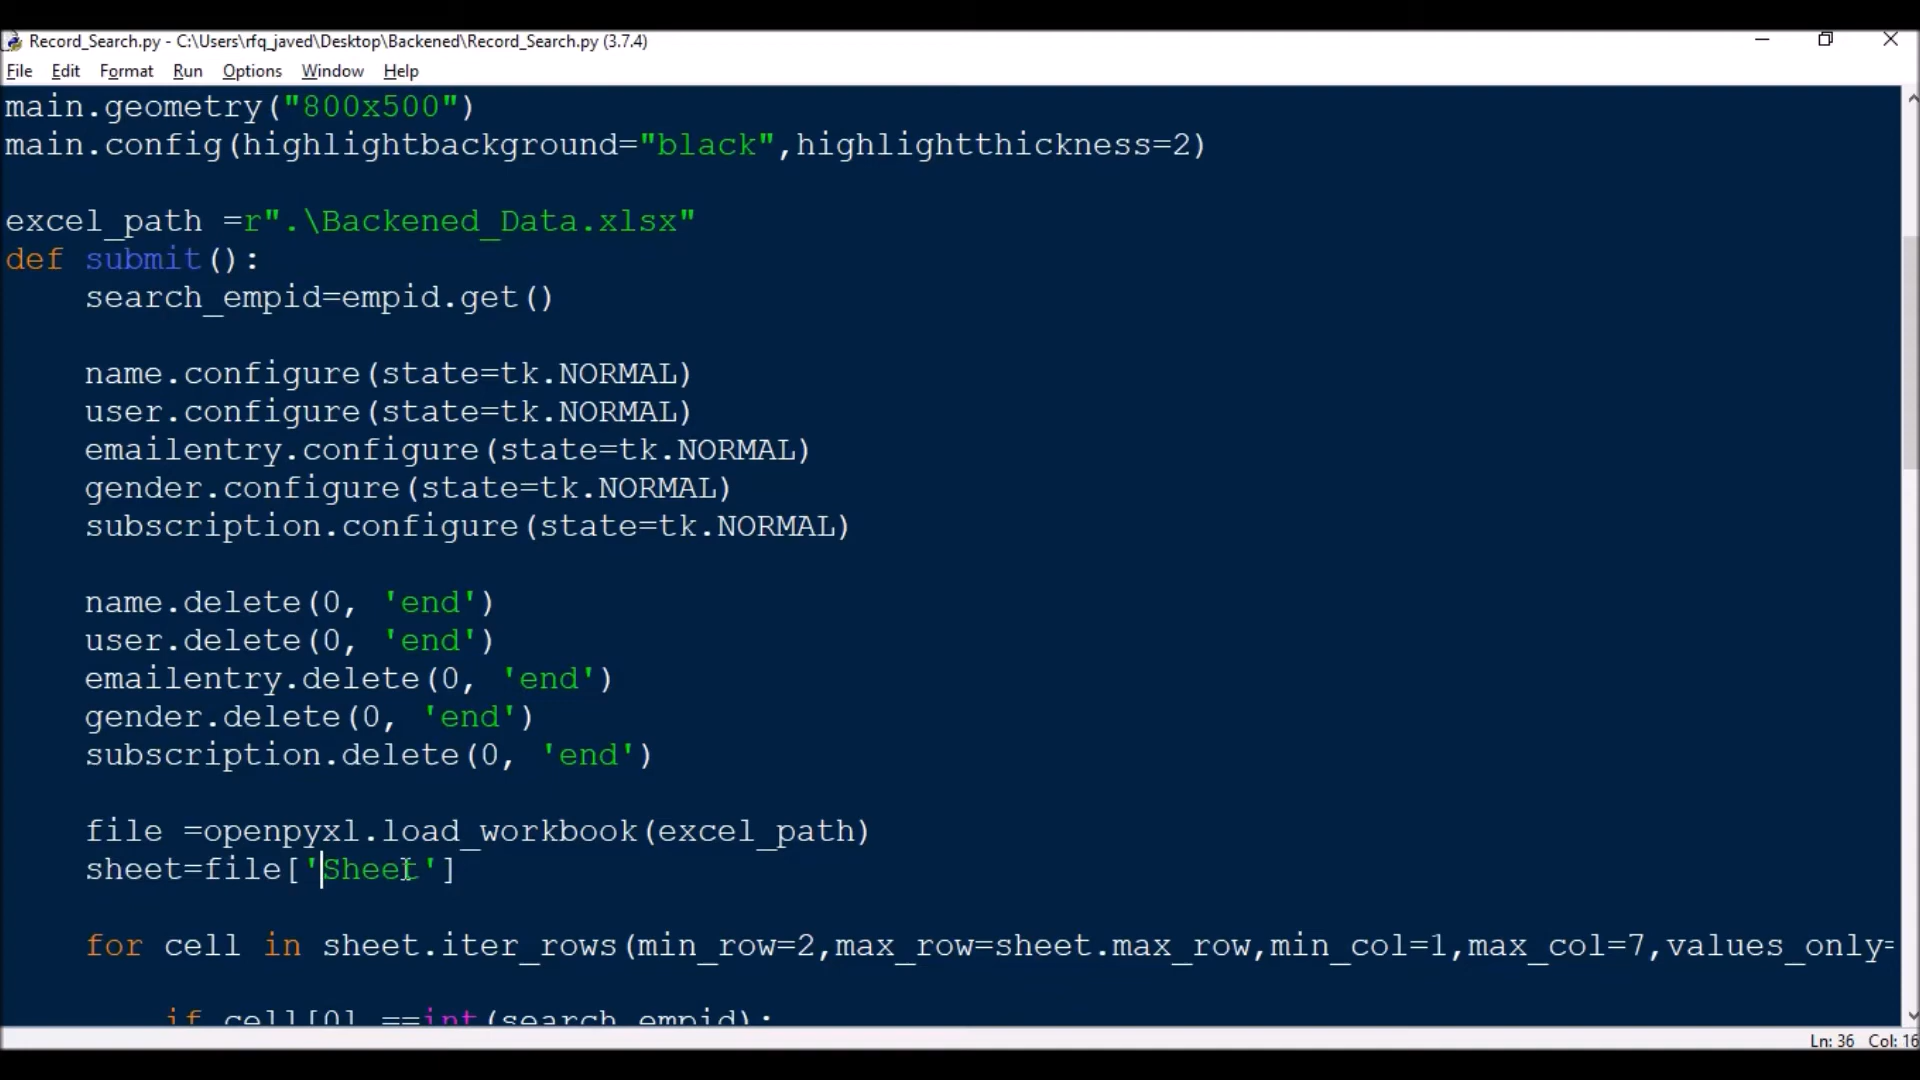 Record_Search.py - C:\Users\rfq_javed\Desktop\Backened\Record_Search.py (3.7.4)
File Edit Format Run Options Window Help
main.geometry("800x500")
main.config(highlightbackground="black",highlightthickness=2)
excel_path =r".\Backened_Data.xlsx"
def submit():
    search_empid=empid.get()
    name.configure(state=tk.NORMAL)
    user.configure(state=tk.NORMAL)
    emailentry.configure(state=tk.NORMAL)
    gender.configure(state=tk.NORMAL)
    subscription.configure(state=tk.NORMAL)
    name.delete(0, 'end')
    user.delete(0, 'end')
    emailentry.delete(0, 'end')
    gender.delete(0, 'end')
    subscription.delete(0, 'end')
    file =openpyxl.load_workbook(excel_path)
    sheet=file['Sheet']
    for cell in sheet.iter_rows(min_row=2,max_row=sheet.max_row,min_col=1,max_col=7,values_only=
        if cell[0] ==int(search_empid):
Ln: 36 Col: 16